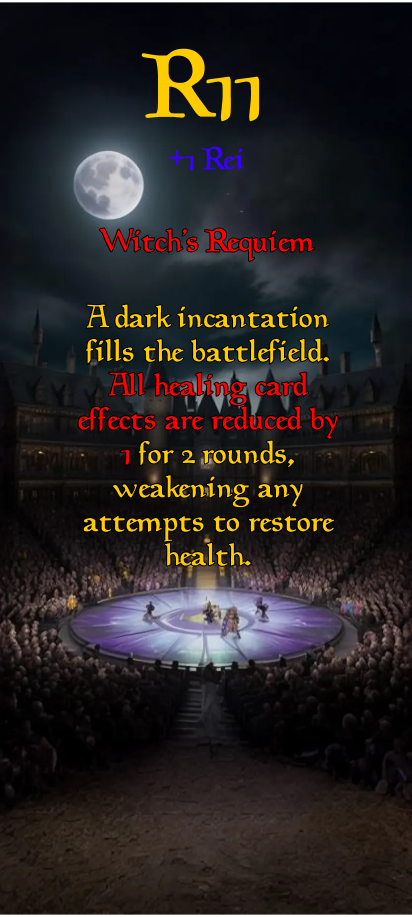 R11
+1 Rei
Witch's Requiem
A dark incantation
fills the battlefield.
All healing card
effects are reduced by
1 for 2 rounds,
weakening any
attempts to restore
health.